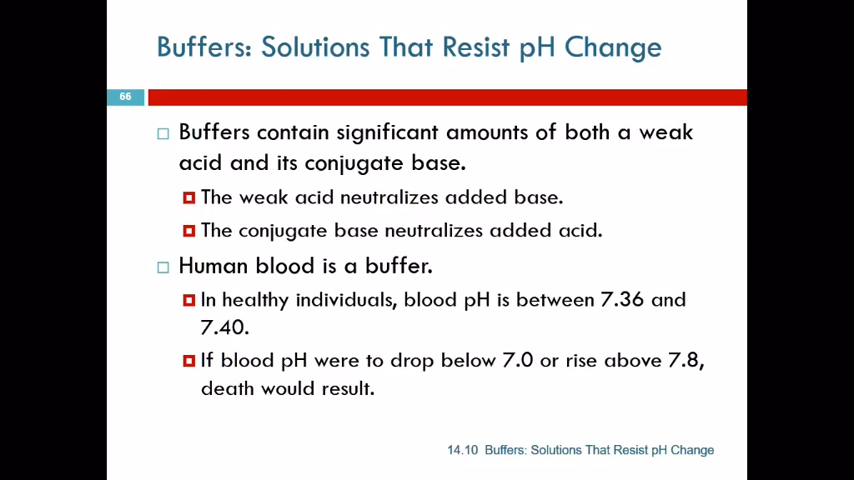 Buffers: Solutions That Resist pH Change
66
Buffers contain significant amounts of both a weak
acid and its conjugate base.
The weak acid neutralizes added base.
The conjugate base neutralizes added acid.
Human blood is a buffer.
In healthy individuals, blood pH is between 7.36 and
7.40.
If blood pH were to drop below 7.0 or rise above 7.8,
death would result.
14.10 Buffers: Solutions That Resist pH Change